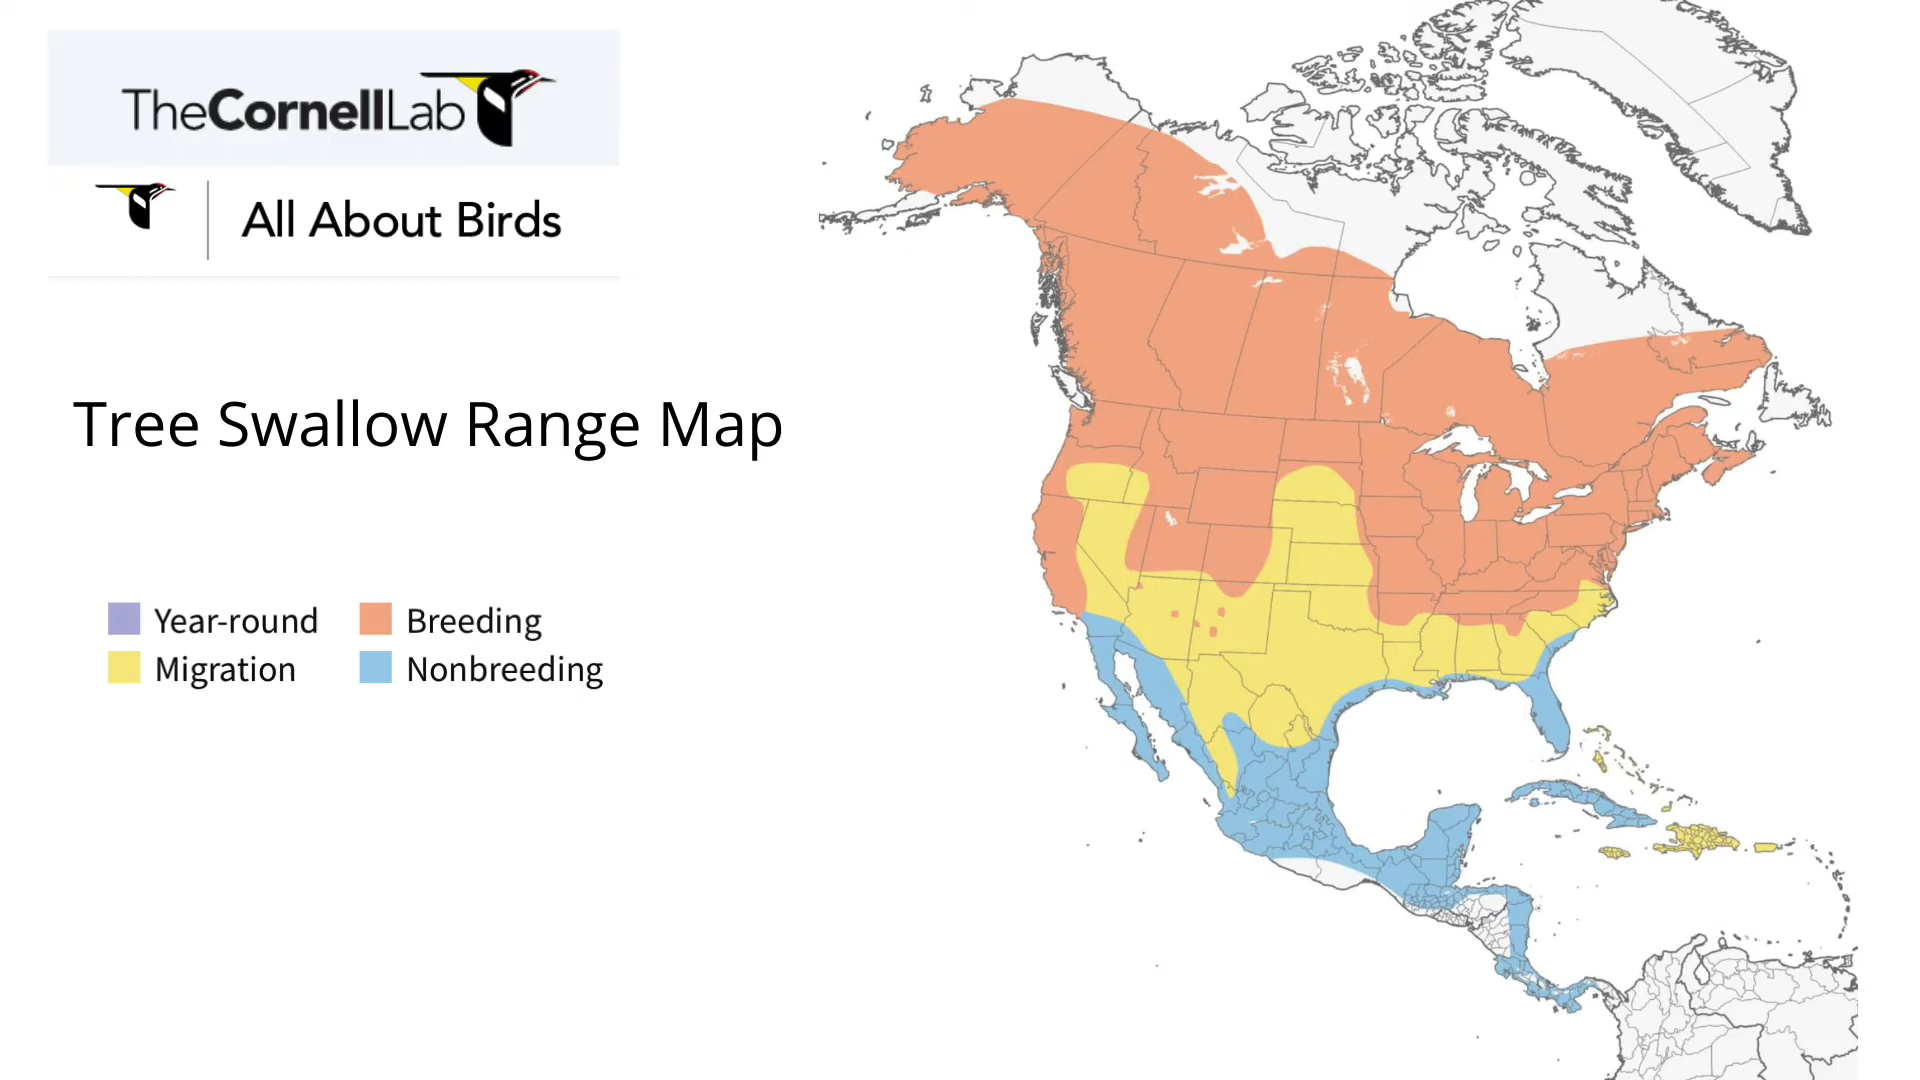 TheCornellLab
All About Birds
Tree Swallow Range Map
Year-round
Breeding
Migration
Nonbreeding